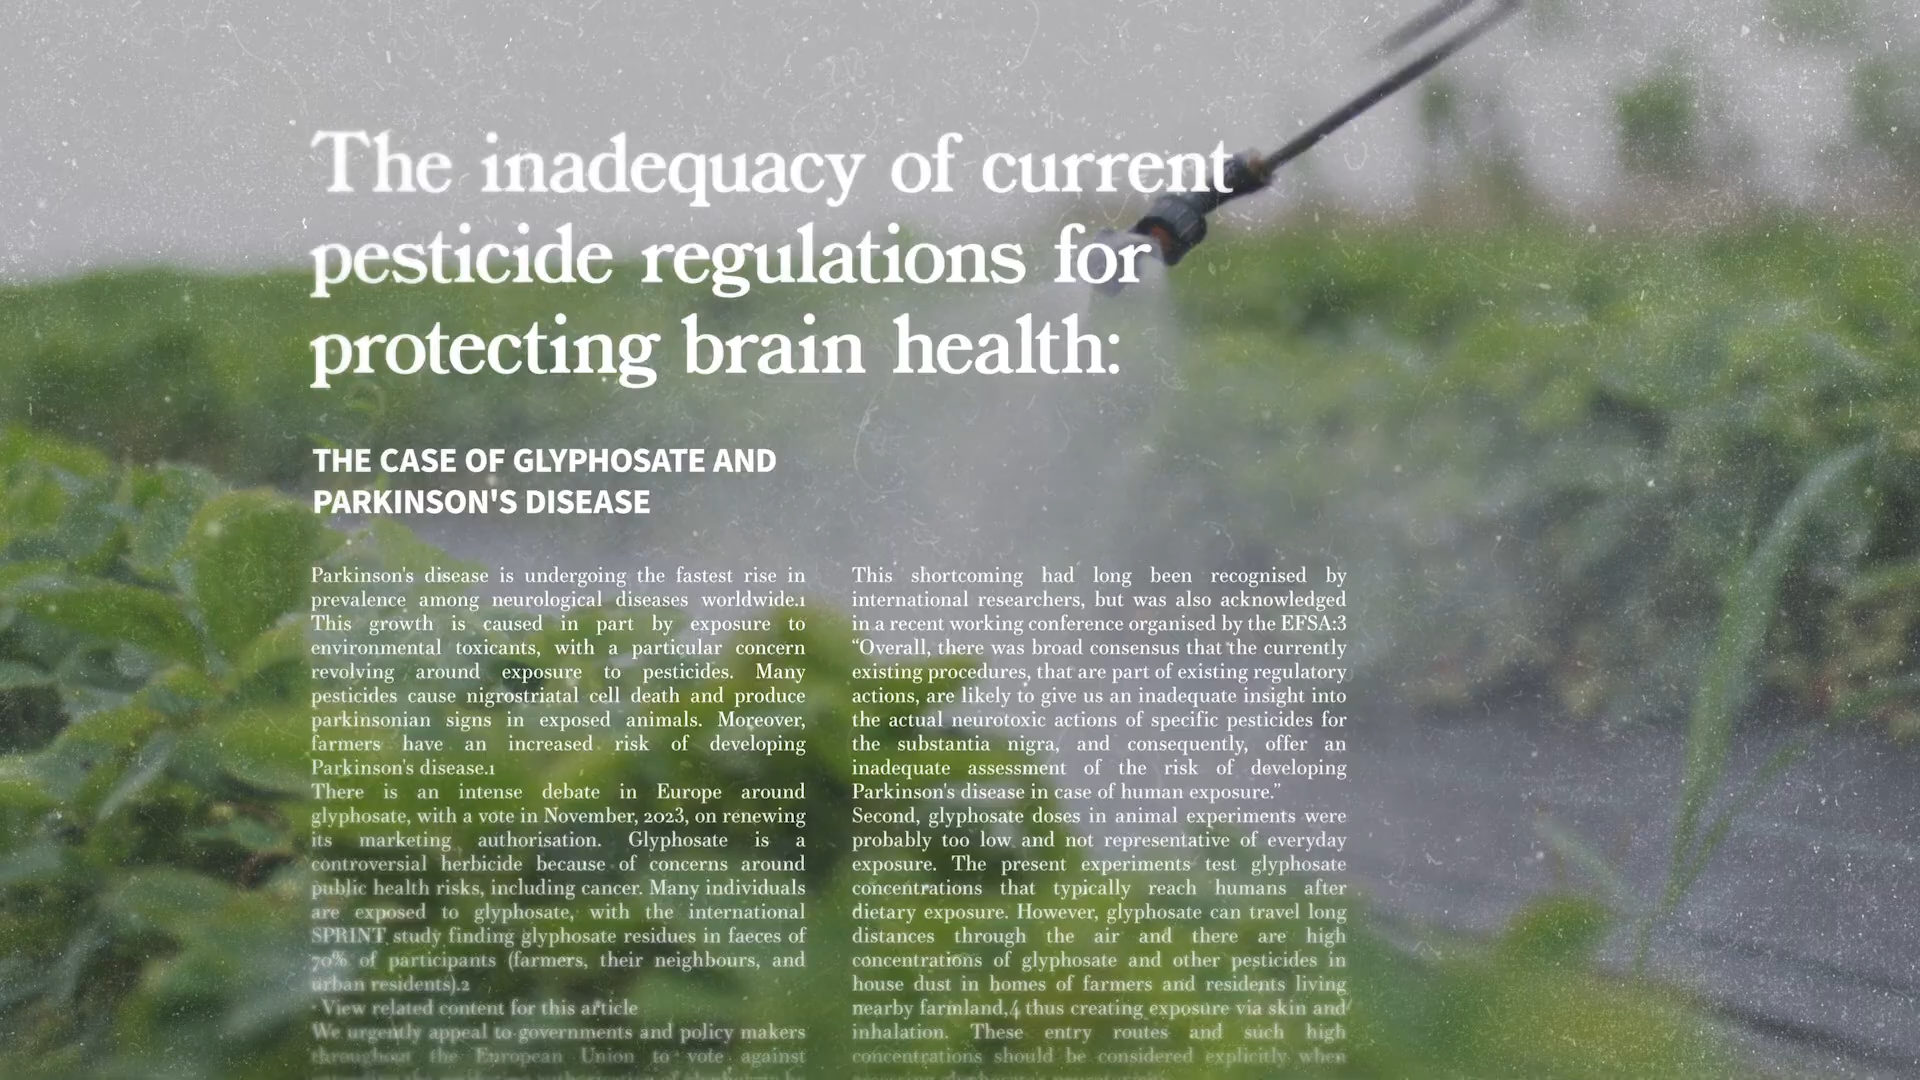 The inadequacy of current
pesticide regulations for
protecting brain health:
THE CASE OF GLYPHOSATE AND
PARKINSON'S DISEASE
Parkinson's disease is undergoing the fastest rise in
prevalence among neurological diseases worldwide.1
This growth is caused in part by exposure to
environmental toxicants, with a particular concern
revolving around exposure to pesticides. Many
pesticides cause nigrostriatal cell death and produce
parkinsonian signs in exposed animals. Moreover,
farmers have an increased risk of developing
Parkinson's disease.1
There is an intense debate in Europe around
glyphosate, with a vote in November, 2023, on renewing
its marketing authorisation. Glyphosate is a
controversial herbicide because of concerns around
public health risks, including cancer. Many individuals
are exposed to glyphosate, with the international
SPRINT study finding glyphosate residues in faeces of
70% of participants (farmers, their neighbours, and
urban residents).2
· View related content for this article
We urgently appeal to governments and policy makers
throughout the European Union to vote against
This shortcoming had long been recognised by
international researchers, but was also acknowledged
in a recent working conference organised by the EFSA:3
“Overall, there was broad consensus that the currently
existing procedures, that are part of existing regulatory
actions, are likely to give us an inadequate insight into
the actual neurotoxic actions of specific pesticides for
the substantia nigra, and consequently, offer an
inadequate assessment of the risk of developing
Parkinson's disease in case of human exposure.”
Second, glyphosate doses in animal experiments were
probably too low and not representative of everyday
exposure. The present experiments test glyphosate
concentrations that typically reach humans after
dietary exposure. However, glyphosate can travel long
distances through the air and there are high
concentrations of glyphosate and other pesticides in
house dust in homes of farmers and residents living
nearby farmland,4 thus creating exposure via skin and
inhalation. These entry routes and such high
concentrations should be considered explicitly when